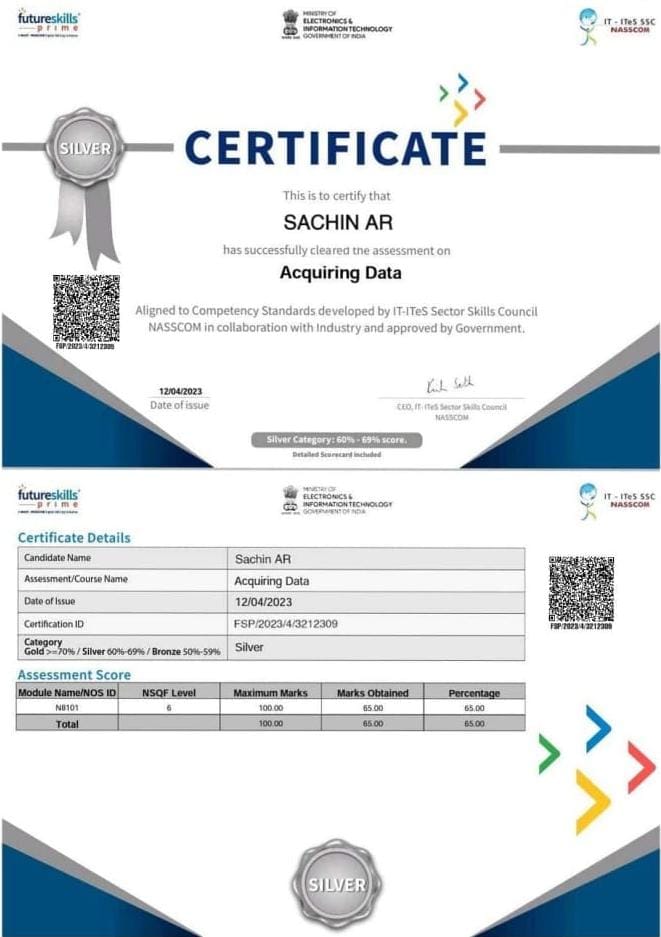 futureskills
prime
MINISTRY OF
ELECTRONICS &
INFORMATION TECHNOLOGY
GOVERNMENT OF INDIA
IT - ITeS SSC
NASSCOM
SILVER
CERTIFICATE
This is to certify that
SACHIN AR
has successfully cleared the assessment on
Acquiring Data
Aligned to Competency Standards developed by IT-ITeS Sector Skills Council
NASSCOM in collaboration with Industry and approved by Government.
FSP/2023/4/3212309
12/04/2023
Date of issue
CEO, IT-ITeS Sector Skills Council
NASSCOM
Silver Category: 60% - 69% score.
Detailed Scorecard included
futureskills
prime
MINISTRY OF
ELECTRONICS &
INFORMATION TECHNOLOGY
GOVERNMENT OF INDIA
IT - ITeS SSC
NASSCOM
Certificate Details
Candidate Name Sachin AR
Assessment/Course Name Acquiring Data
Date of Issue 12/04/2023
Certification ID FSP/2023/4/3212309
Category
Gold >=70% / Silver 60%-69% / Bronze 50%-59% Silver
FSP/2023/4/3212309
Assessment Score
Module Name/NOS ID NSQF Level Maximum Marks Marks Obtained Percentage
N8101 6 100.00 65.00 65.00
Total 100.00 65.00 65.00
SILVER